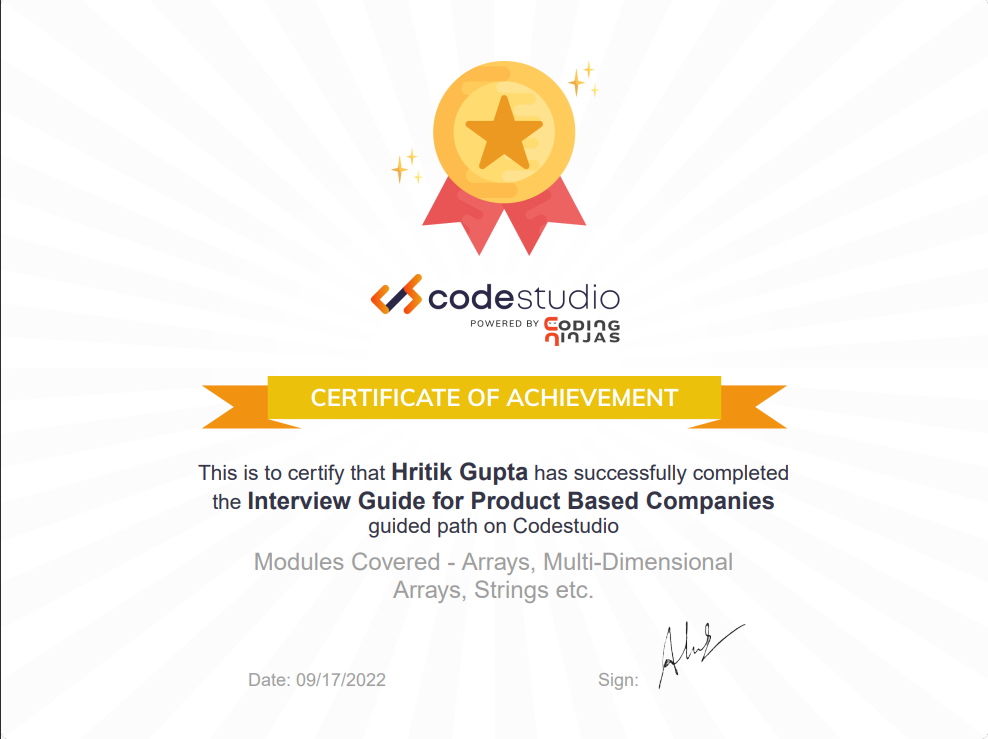 codestudio
POWERED BY CODING
NINJAS
CERTIFICATE OF ACHIEVEMENT
This is to certify that Hritik Gupta has successfully completed
the Interview Guide for Product Based Companies
guided path on Codestudio
Modules Covered - Arrays, Multi-Dimensional
Arrays, Strings etc.
Date: 09/17/2022
Sign: